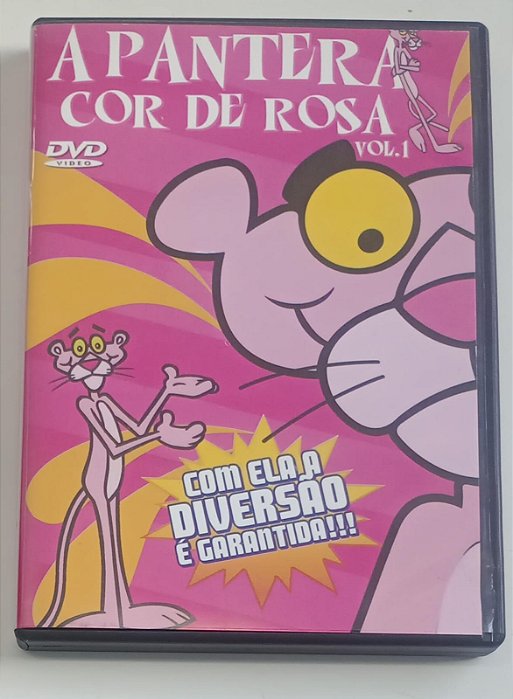 A PANTERA
COR DE ROSA
VOL.1
DVD
VIDEO
COM ELA A
DIVERSÃO
É GARANTIDA!!!